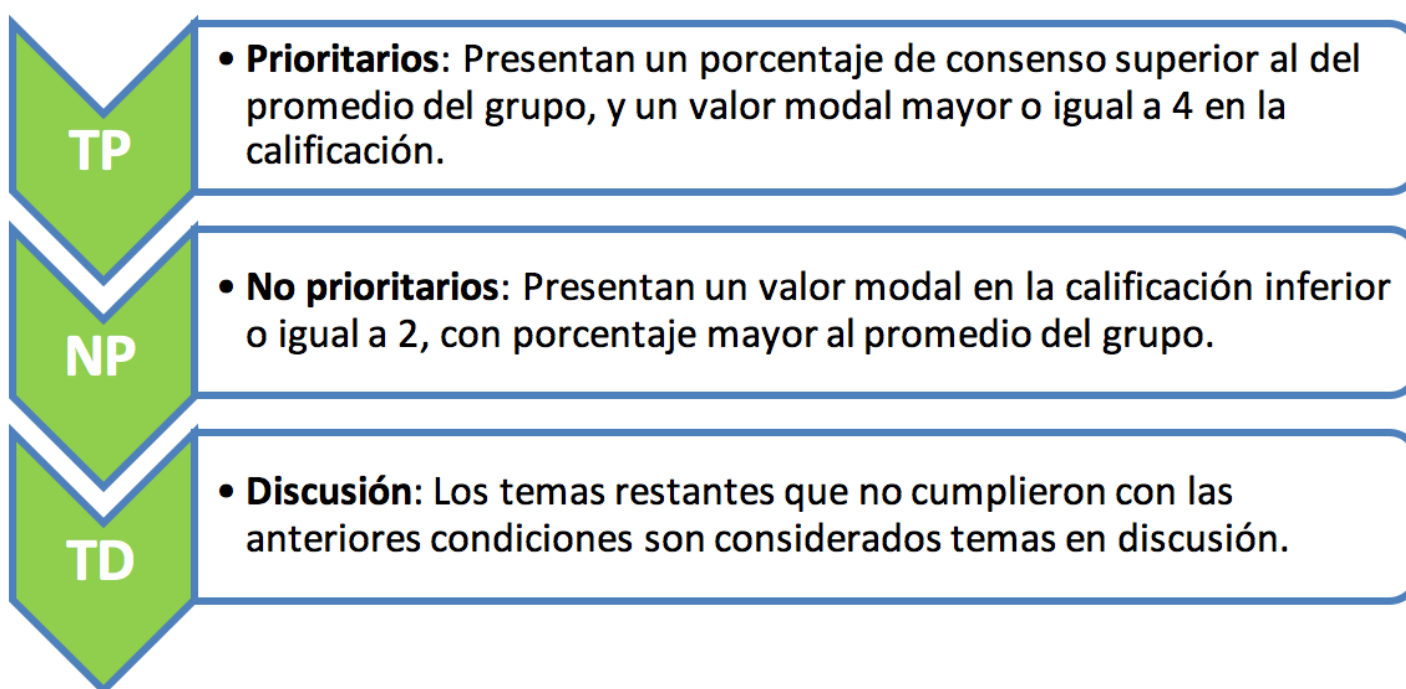 TP
• Prioritarios: Presentan un porcentaje de consenso superior al del
promedio del grupo, y un valor modal mayor o igual a 4 en la
calificación.
NP
• No prioritarios: Presentan un valor modal en la calificación inferior
o igual a 2, con porcentaje mayor al promedio del grupo.
TD
• Discusión: Los temas restantes que no cumplieron con las
anteriores condiciones son considerados temas en discusión.